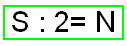 S : 2= N